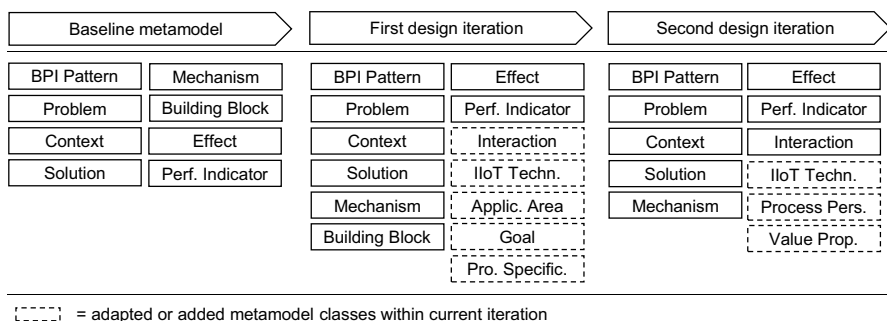 Baseline metamodel First design iteration Second design iteration
BPI Pattern Mechanism BPI Pattern Effect BPI Pattern Effect
Problem Building Block Problem Perf. Indicator Problem Perf. Indicator
Context Effect Context Interaction Context Interaction
Solution Perf. Indicator Solution IIoT Techn. Solution IIoT Techn.
Mechanism Applic. Area Mechanism Process Pers.
Building Block Goal Value Prop.
Pro. Specific.
= adapted or added metamodel classes within current iteration